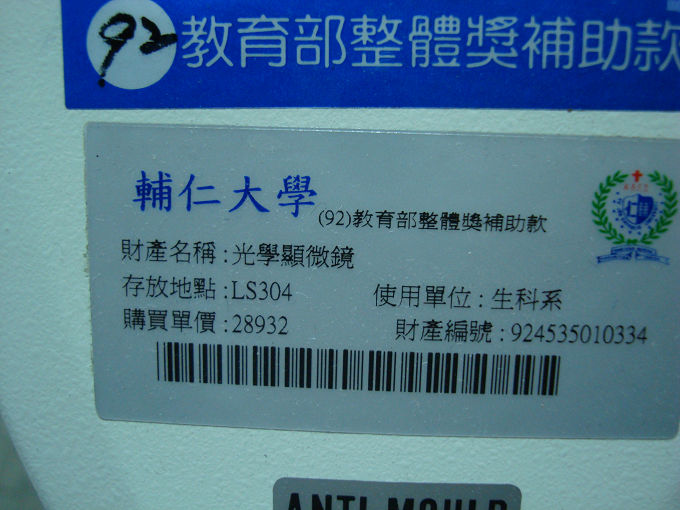 92 教育部整體獎補助款
輔仁大學 (92)教育部整體獎補助款
財產名稱:光學顯微鏡
存放地點:LS304 使用單位:生科系
購買單價:28932 財產編號:924535010334
ANTI MOULD